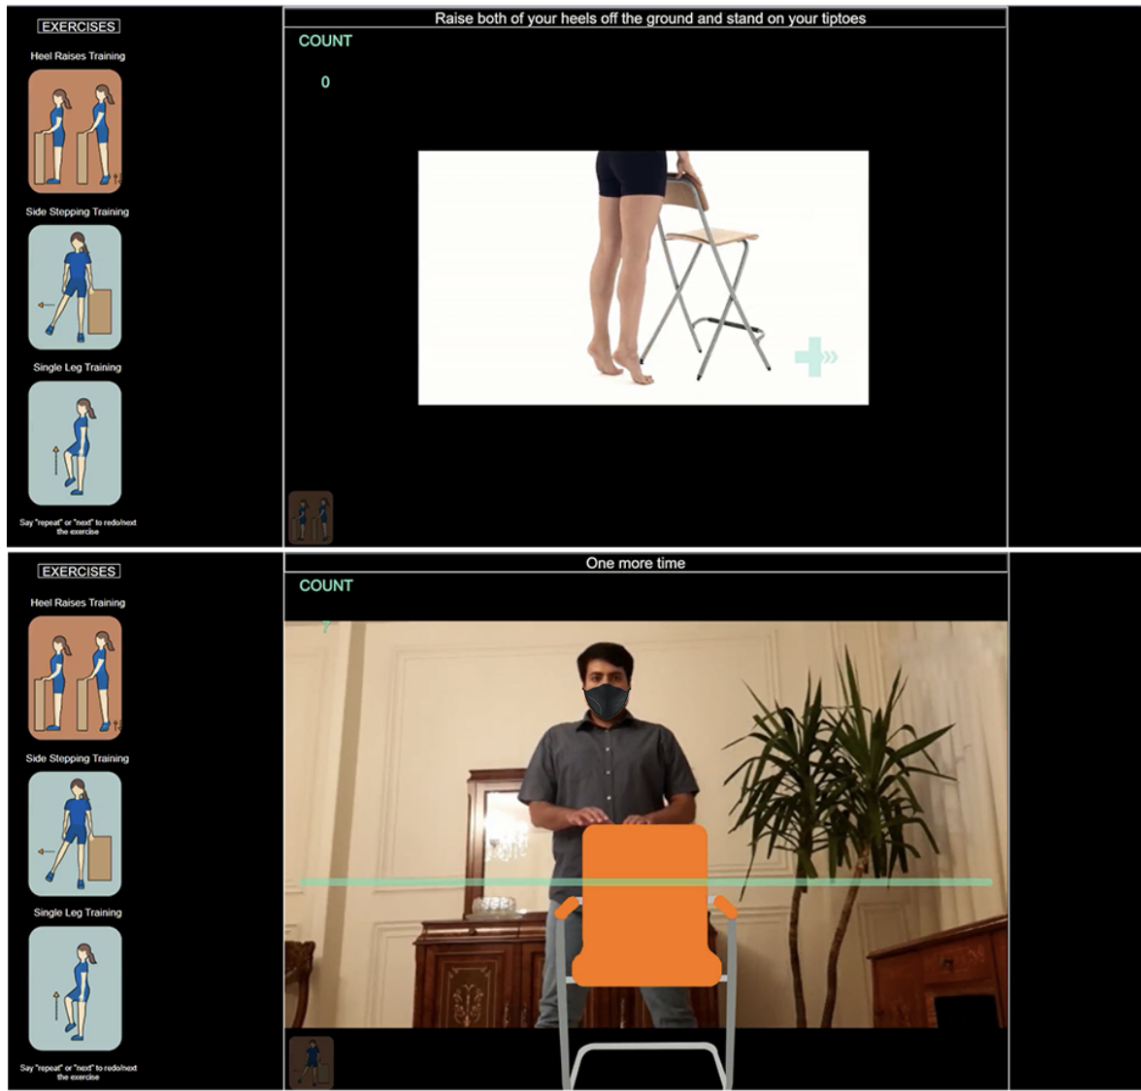 EXERCISES
Raise both of your heels off the ground and stand on your tiptoes
COUNT
0
Heel Raises Training
Side Stepping Training
Single Leg Training
Say "repeat" or "next" to redo/next
the exercise
EXERCISES
One more time
COUNT
7
Heel Raises Training
Side Stepping Training
Single Leg Training
Say "repeat" or "next" to redo/next
the exercise